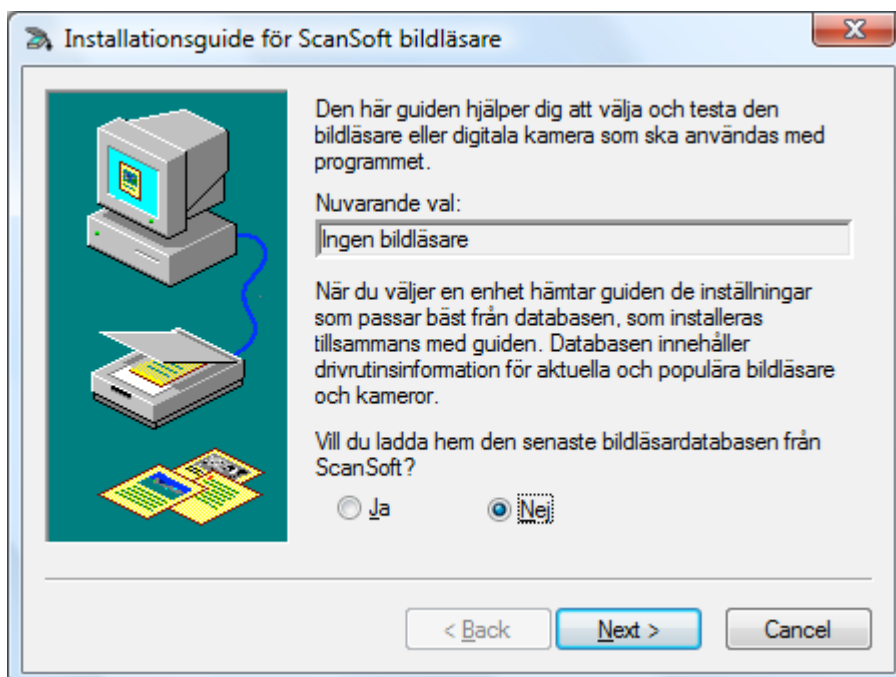 Installationsguide för ScanSoft bildläsare
Den här guiden hjälper dig att välja och testa den
bildläsare eller digitala kamera som ska användas med
programmet.
Nuvarande val:
Ingen bildläsare
När du väljer en enhet hämtar guiden de inställningar
som passar bäst från databasen, som installeras
tillsammans med guiden. Databasen innehåller
drivrutinsinformation för aktuella och populära bildläsare
och kameror.
Vill du ladda hem den senaste bildläsardatabasen från
ScanSoft?
Ja Nej
< Back Next > Cancel